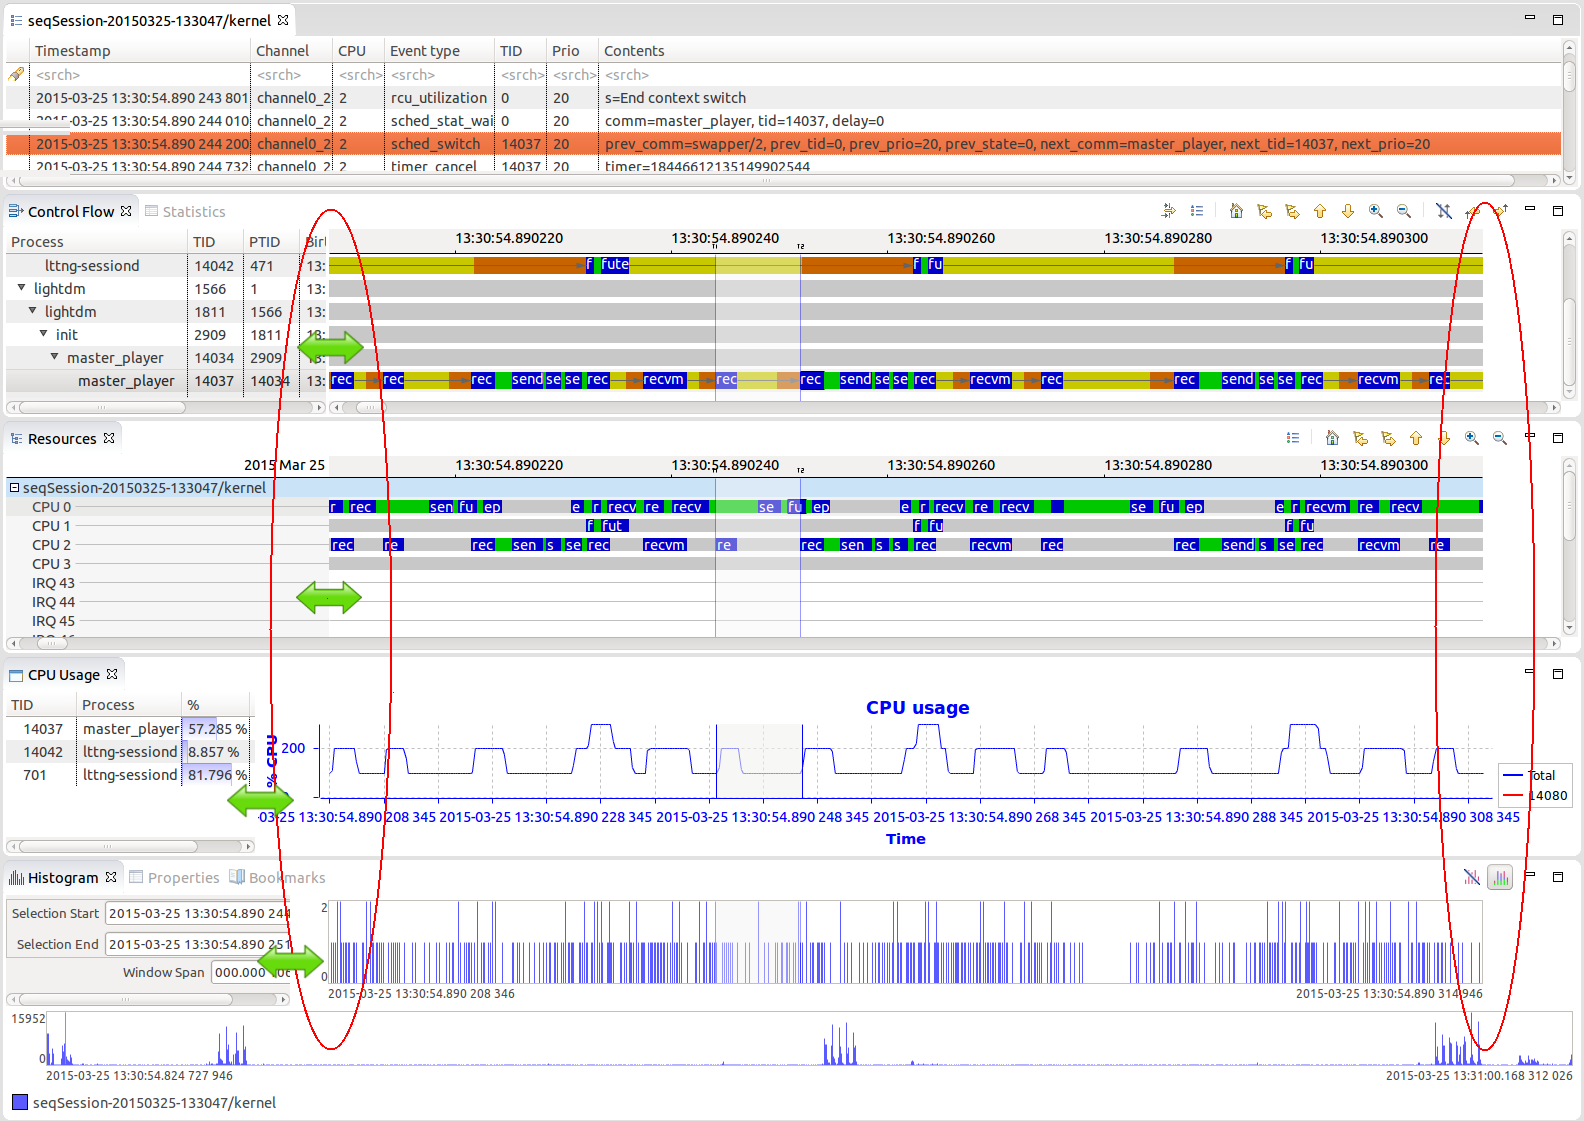 seqSession-20150325-133047/kernel
Timestamp Channel CPU Event type TID Prio Contents
<srch> <srch> <srch> <srch> <srch> <srch> <srch>
2015-03-25 13:30:54.890 243 801 channel0_2 2 rcu_utilization 0 20 s=End context switch
2015-03-25 13:30:54.890 244 010 channel0_2 2 sched_stat_wai 0 20 comm=master_player, tid=14037, delay=0
2015-03-25 13:30:54.890 244 200 channel0_2 2 sched_switch 14037 20 prev_comm=swapper/2, prev_tid=0, prev_prio=20, prev_state=0, next_comm=master_player, next_tid=14037, next_prio=20
2015-03-25 13:30:54.890 244 732 channel0_2 2 timer_cancel 14037 20 timer=18446612135149902544
Control Flow Statistics
Process TID PTID Birt 13:30:54.890220 13:30:54.890240 13:30:54.890260 13:30:54.890280 13:30:54.890300
T1 T2
lttng-sessiond 14042 471 13: f fute f fu f fu
lightdm 1566 1 13:
lightdm 1811 1566 13:
init 2909 1811 13:
master_player 14034 2909 13:
master_player 14037 14034 13: rec rec rec send se se rec recvm rec rec send se se rec recvm rec rec send se se rec recvm rec
Resources
2015 Mar 25 13:30:54.890220 13:30:54.890240 13:30:54.890260 13:30:54.890280 13:30:54.890300
T1 T2
seqSession-20150325-133047/kernel
CPU 0 r rec sen fu ep e r recv re recv se fu ep e r recv re recv se fu ep e r recvm re recv
CPU 1 f fut f fu f fu
CPU 2 rec re rec sen s se rec recvm re rec sen s s rec recvm rec rec send s se rec recvm re
CPU 3
IRQ 43
IRQ 44
IRQ 45
CPU Usage
TID Process %
14037 master_player 57.285 %
14042 lttng-sessiond 8.857 %
701 lttng-sessiond 81.796 %
CPU usage
% CPU
200
0
Total
14080
03-25 13:30:54.890 208 345 2015-03-25 13:30:54.890 228 345 2015-03-25 13:30:54.890 248 345 2015-03-25 13:30:54.890 268 345 2015-03-25 13:30:54.890 288 345 2015-03-25 13:30:54.890 308 345
Time
Histogram Properties Bookmarks
Selection Start 2015-03-25 13:30:54.890 244
Selection End 2015-03-25 13:30:54.890 251
Window Span 000.000
2
0
2015-03-25 13:30:54.890 208 346 2015-03-25 13:30:54.890 314 946
15952
0
2015-03-25 13:30:54.824 727 946 2015-03-25 13:31:00.168 312 026
seqSession-20150325-133047/kernel